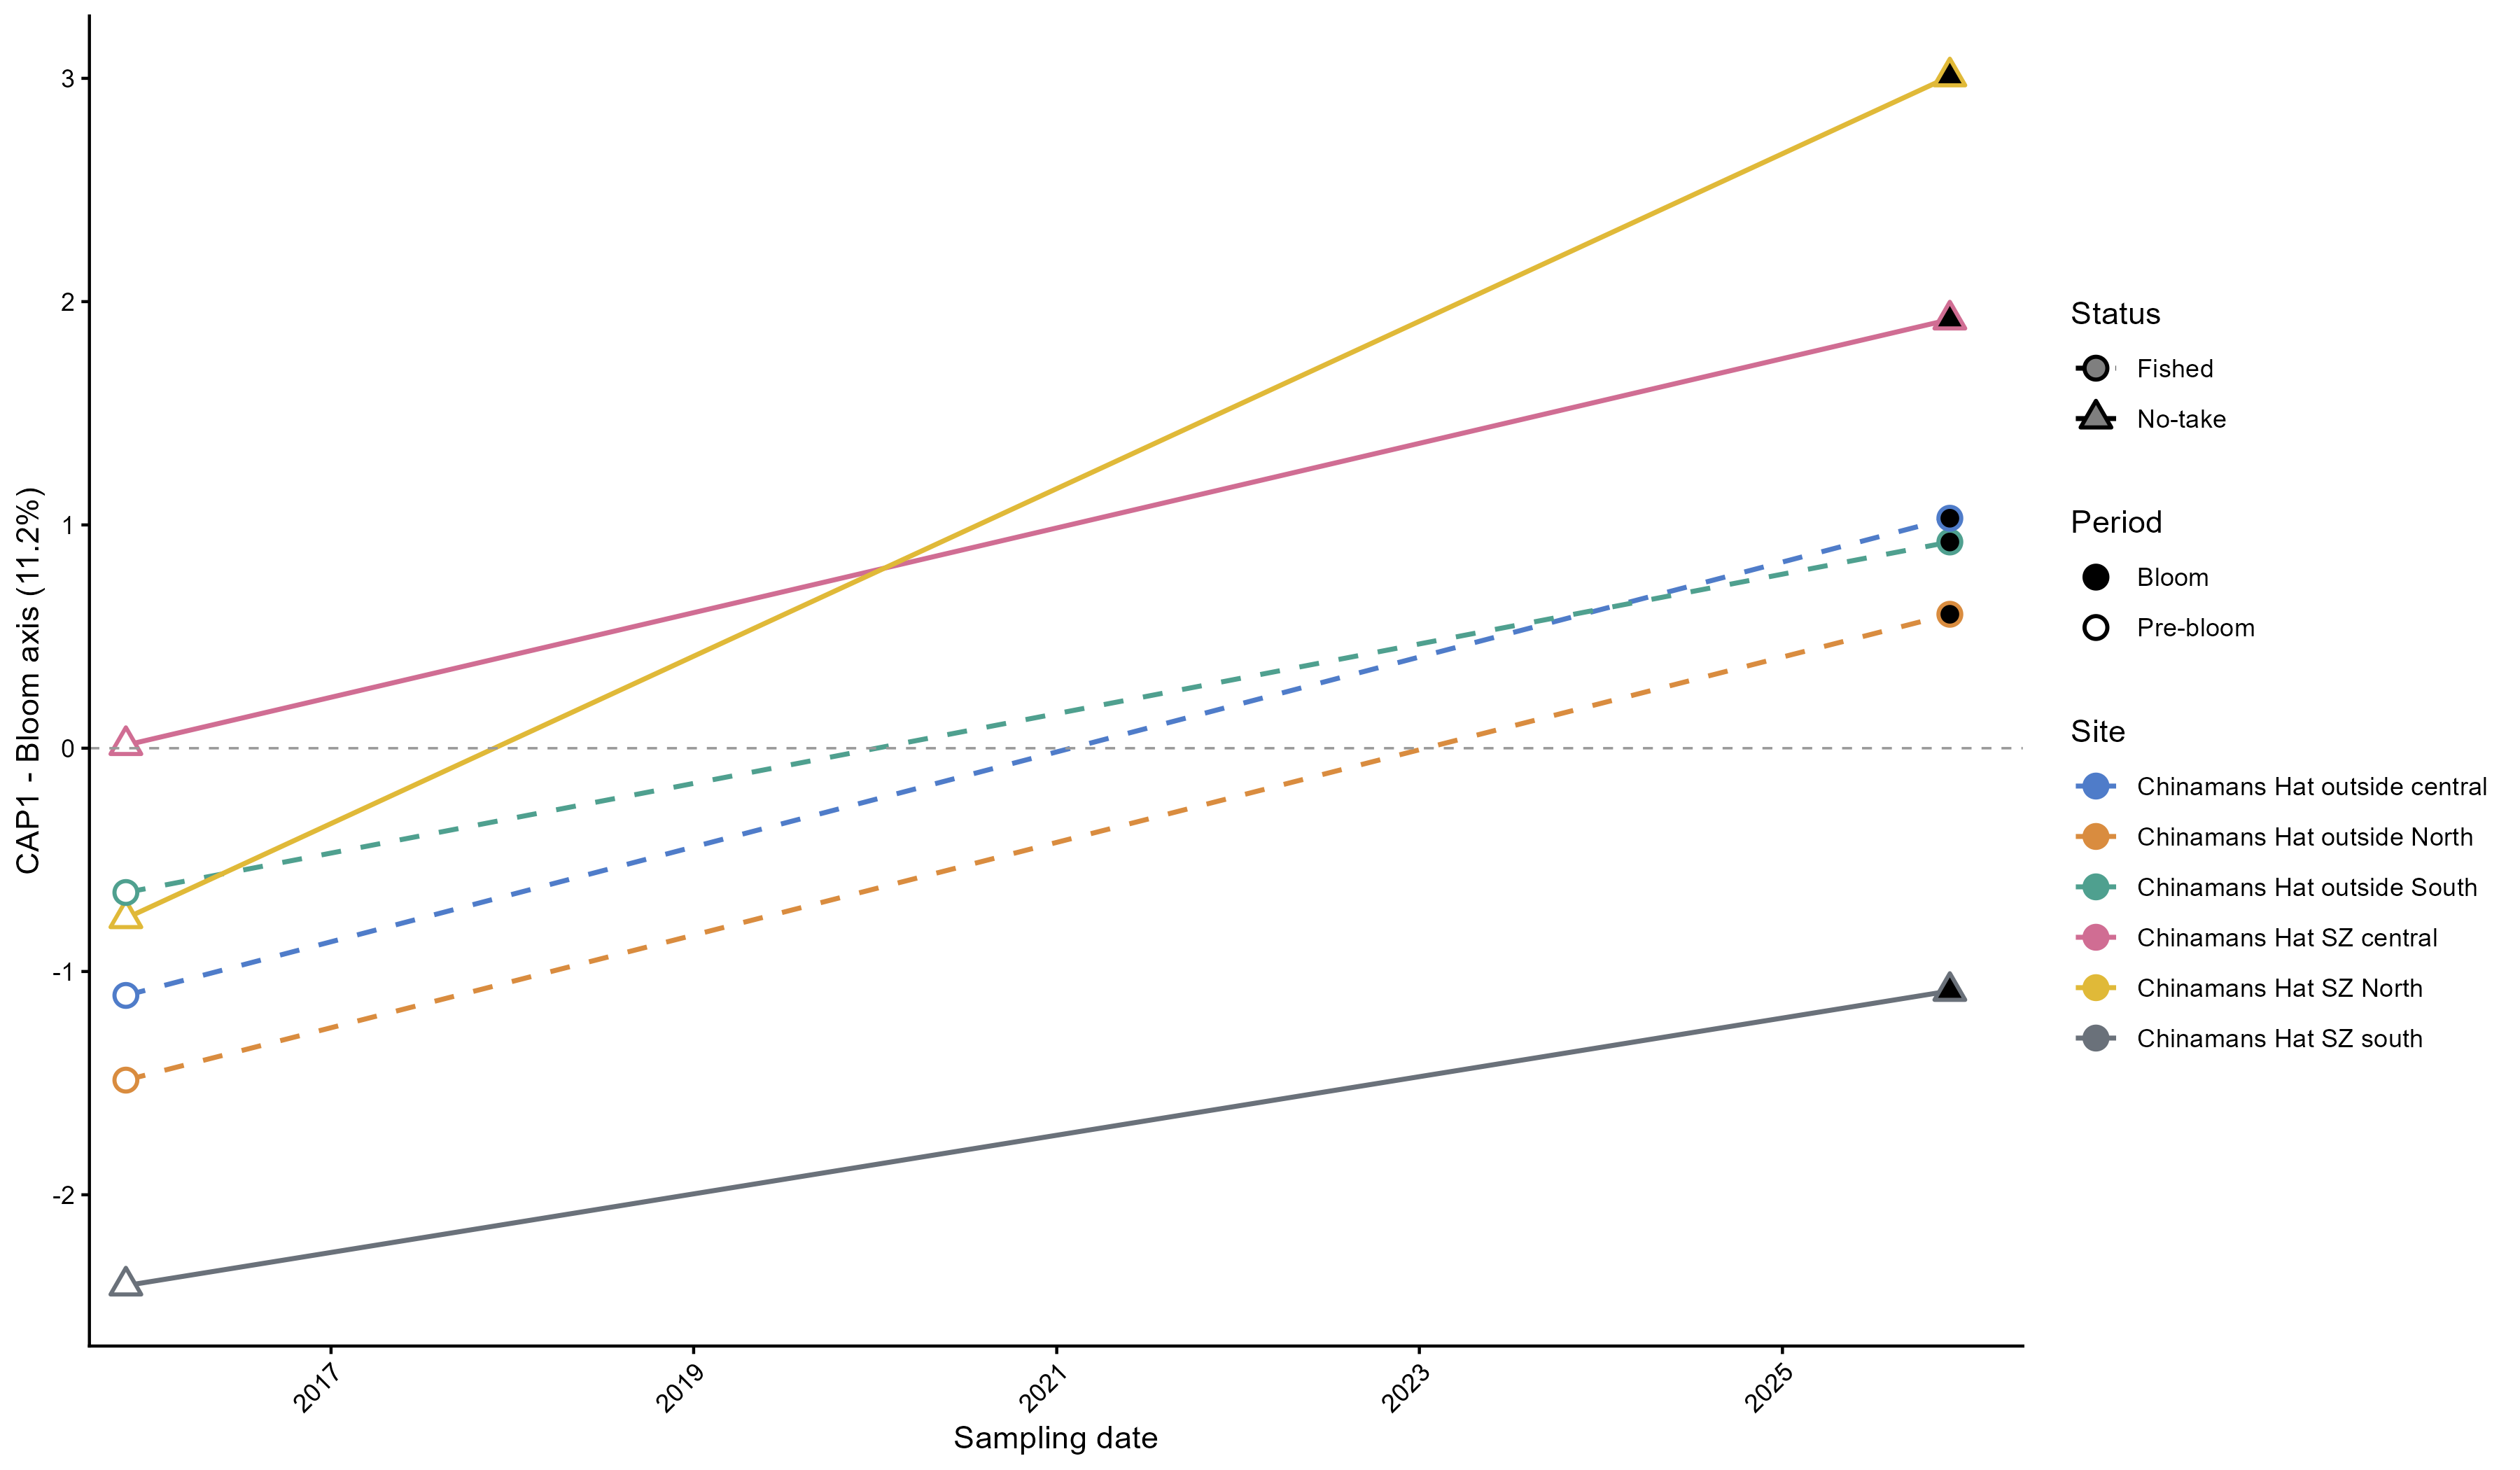 3
2
1
0
-1
-2
CAP1 - Bloom axis (11.2%)
2017
2019
2021
2023
2025
Sampling date
Status
Fished
No-take
Period
Bloom
Pre-bloom
Site
Chinamans Hat outside central
Chinamans Hat outside North
Chinamans Hat outside South
Chinamans Hat SZ central
Chinamans Hat SZ North
Chinamans Hat SZ south